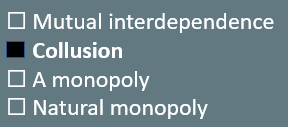 Mutual interdependence
Collusion
A monopoly
Natural monopoly